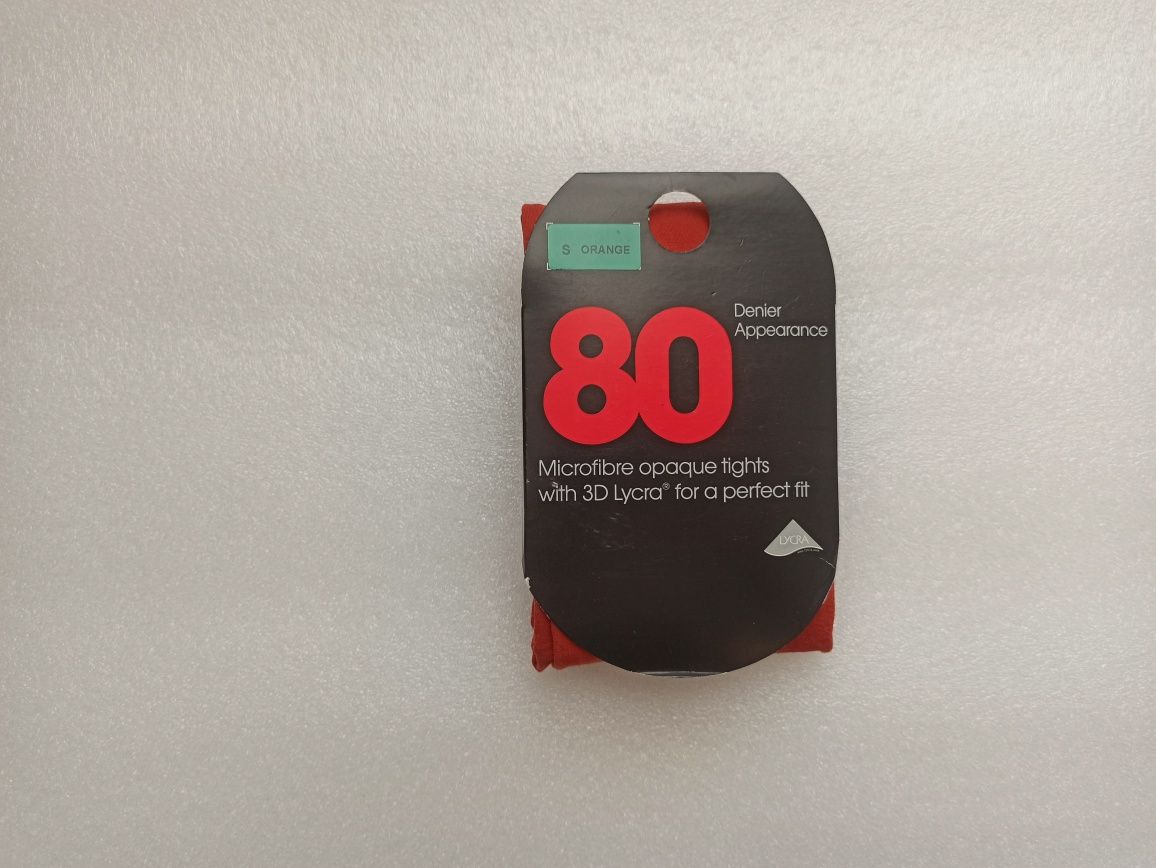 S ORANGE
80
Denier
Appearance
Microfibre opaque tights
with 3D Lycra® for a perfect fit
LYCRA